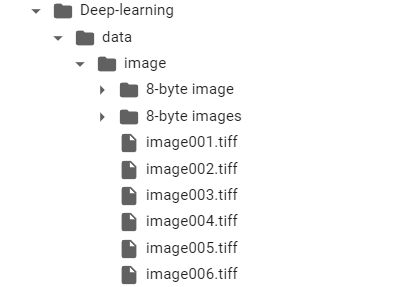 Deep-learning
data
image
8-byte image
8-byte images
image001.tiff
image002.tiff
image003.tiff
image004.tiff
image005.tiff
image006.tiff